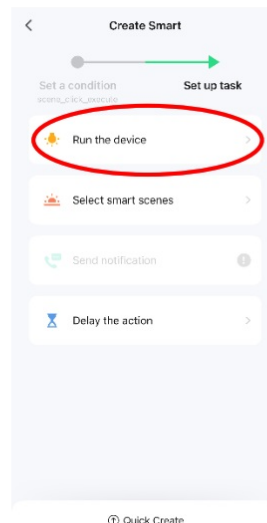 Create Smart
Set a condition Set up task
scene_click_execute
Run the device
Select smart scenes
Send notification
Delay the action
Quick Create